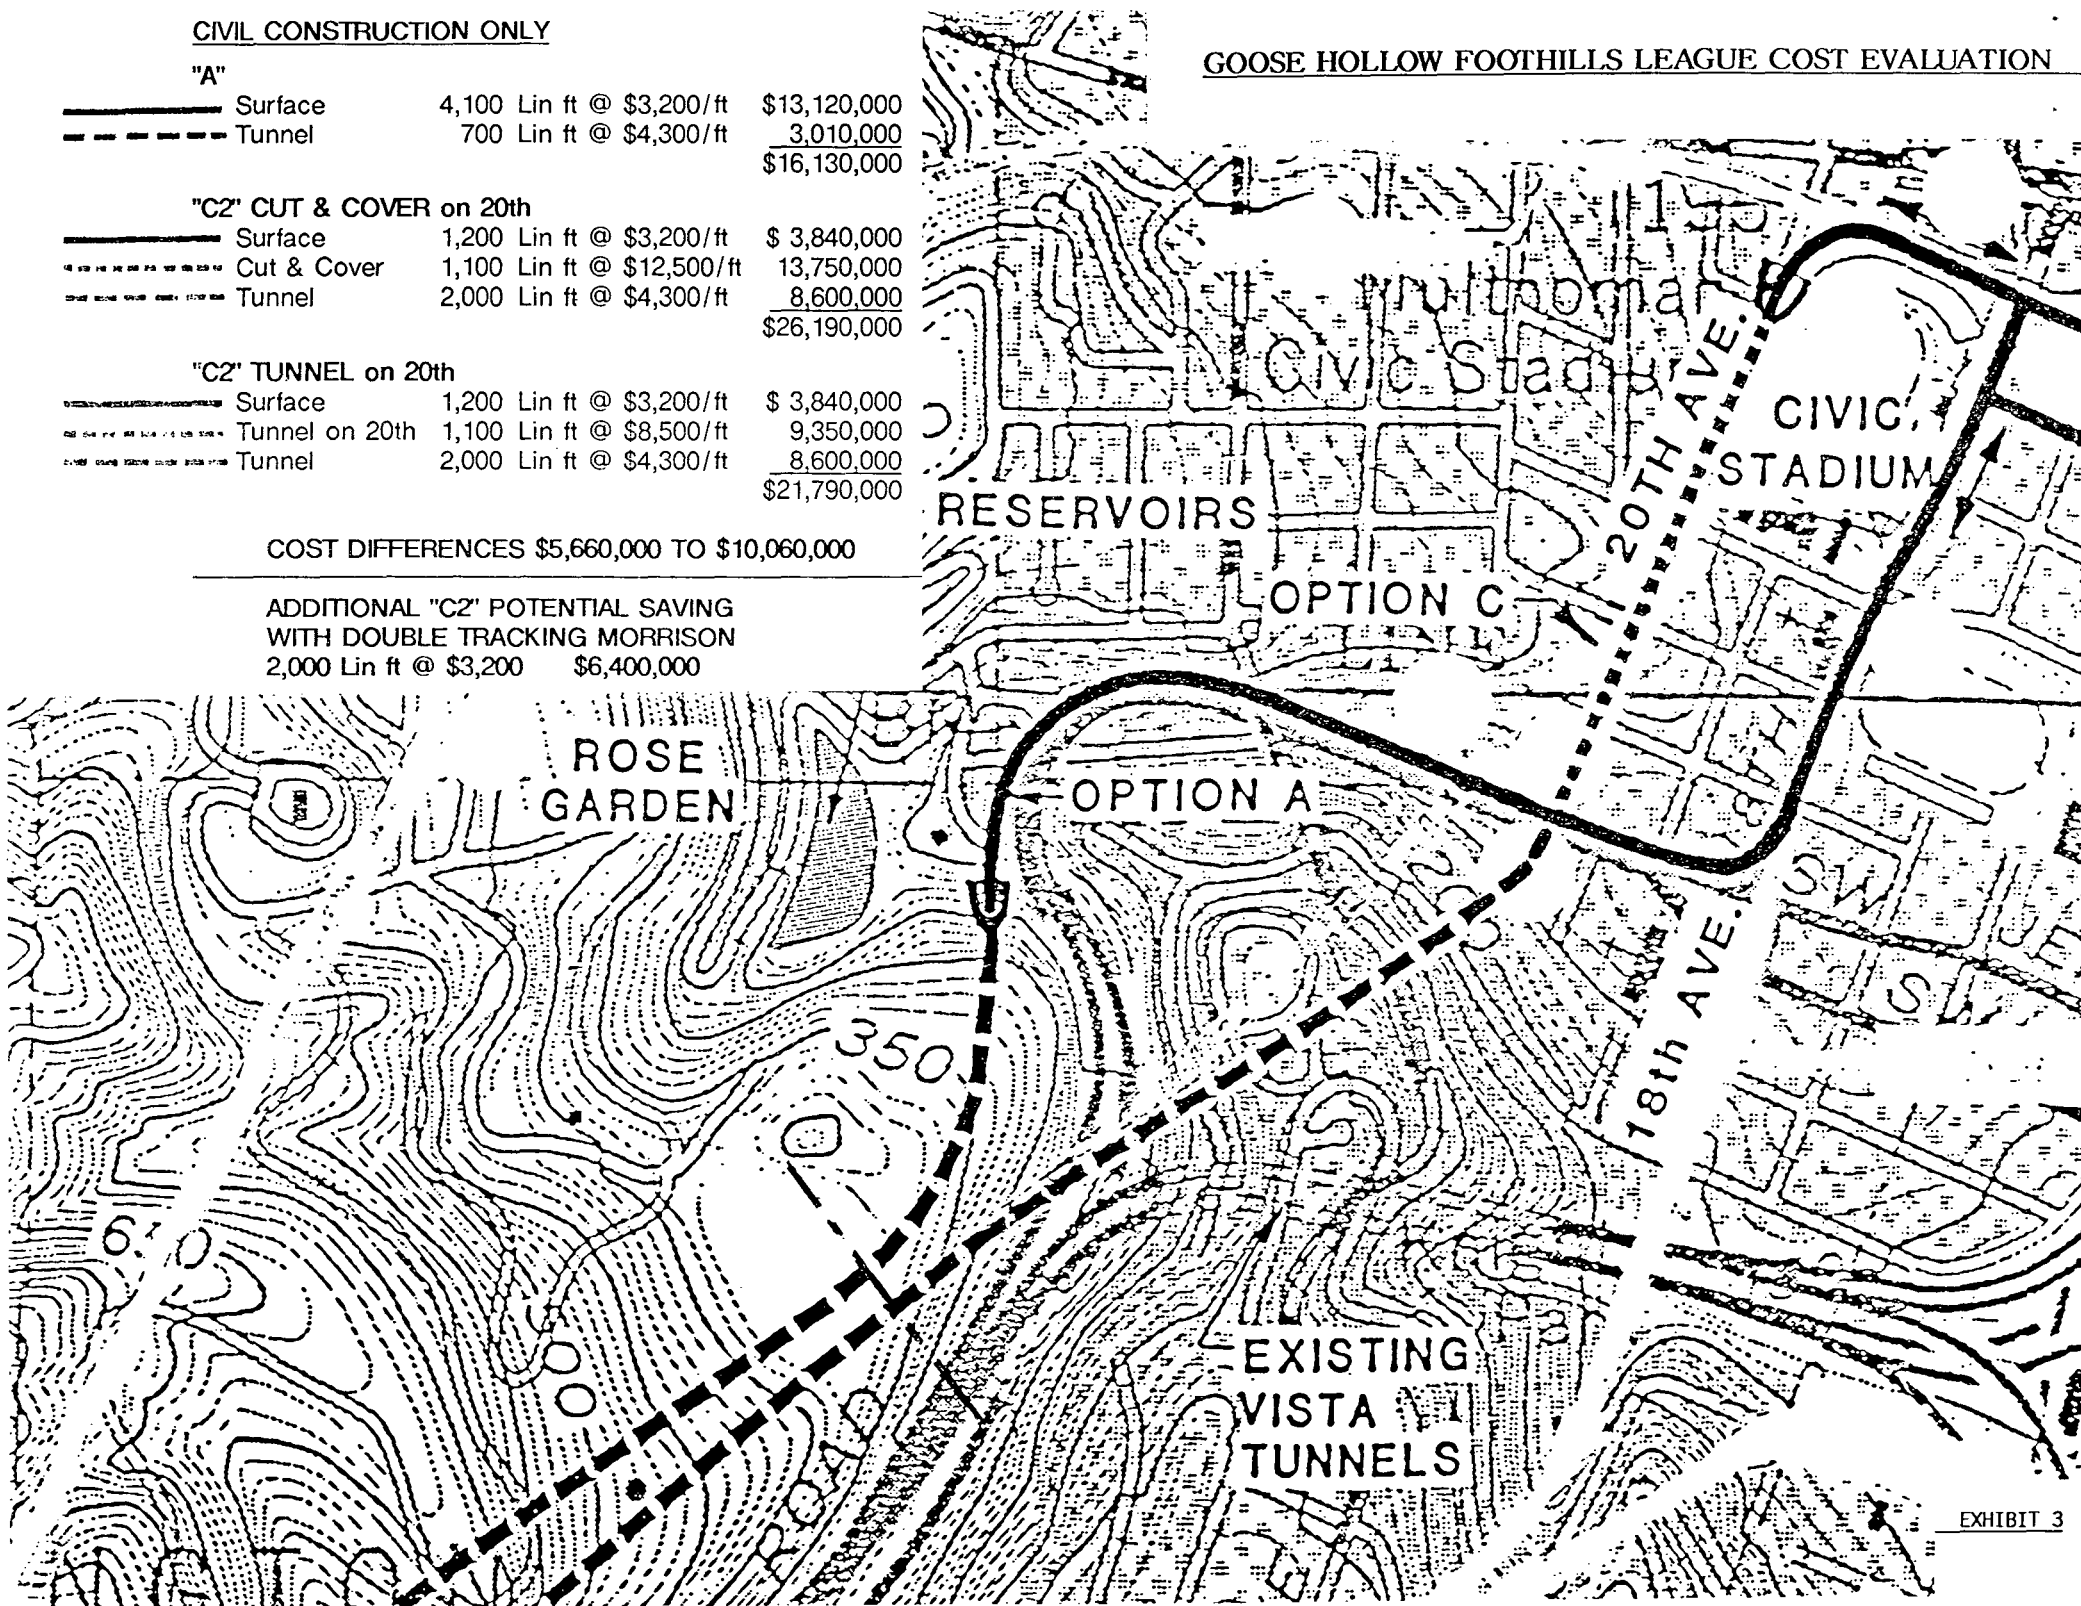 CIVIL CONSTRUCTION ONLY
GOOSE HOLLOW FOOTHILLS LEAGUE COST EVALUATION
"A"
Surface 4,100 Lin ft @ $3,200/ft $13,120,000
Tunnel 700 Lin ft @ $4,300/ft 3,010,000
$16,130,000
"C2" CUT & COVER on 20th
Surface 1,200 Lin ft @ $3,200/ft $ 3,840,000
Cut & Cover 1,100 Lin ft @ $12,500/ft 13,750,000
Tunnel 2,000 Lin ft @ $4,300/ft 8,600,000
$26,190,000
"C2" TUNNEL on 20th
Surface 1,200 Lin ft @ $3,200/ft $ 3,840,000
Tunnel on 20th 1,100 Lin ft @ $8,500/ft 9,350,000
Tunnel 2,000 Lin ft @ $4,300/ft 8,600,000
$21,790,000
COST DIFFERENCES $5,660,000 TO $10,060,000
ADDITIONAL "C2" POTENTIAL SAVING
WITH DOUBLE TRACKING MORRISON
2,000 Lin ft @ $3,200 $6,400,000
Civic
20TH AVE.
CIVIC
STADIUM
RESERVOIRS
OPTION C
ROSE
GARDEN
OPTION A
SW
18th AVE.
350
ROAD
EXISTING
VISTA
TUNNELS
EXHIBIT 3